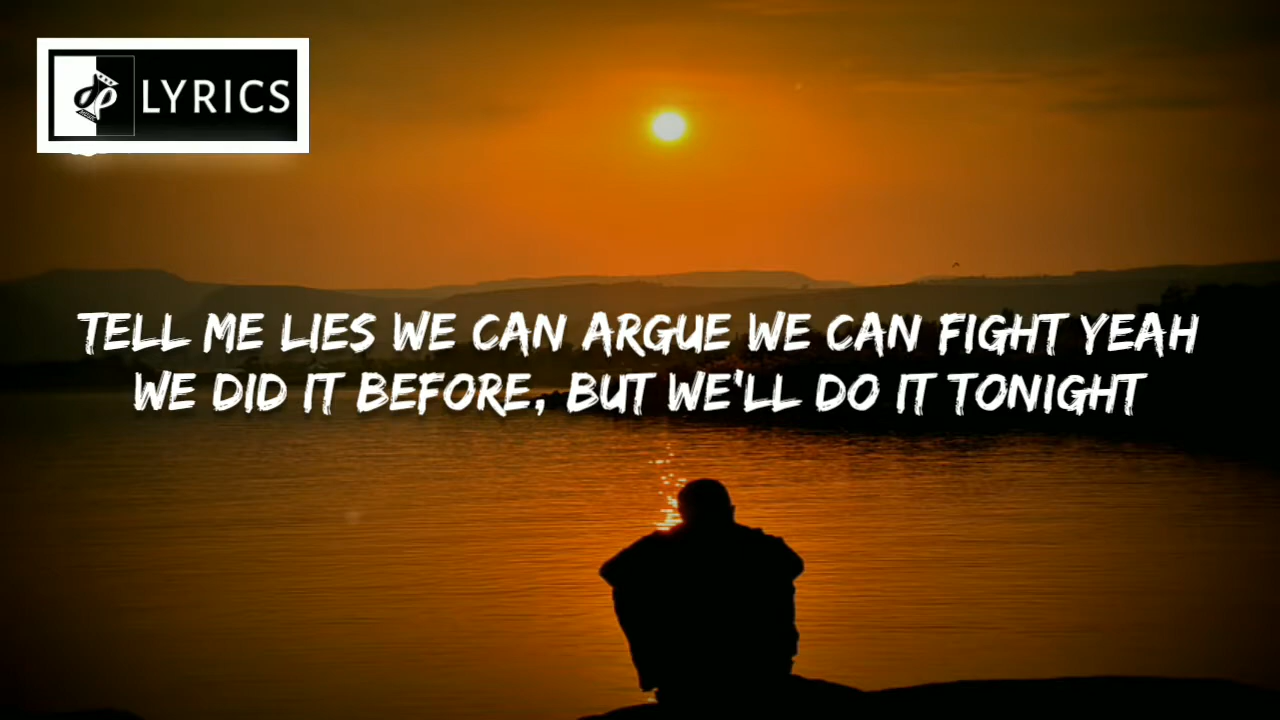 LYRICS
TELL ME LIES WE CAN ARGUE WE CAN FIGHT YEAH
WE DID IT BEFORE, BUT WE'LL DO IT TONIGHT